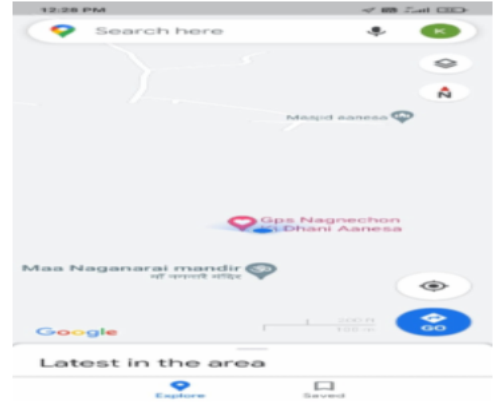 12:28 PM
Search here
K
N
Masjid aanesa
Gps Nagnechon
Ki Dhani Aanesa
Maa Naganarai mandir
Google
GO
Latest in the area
Explore
Saved